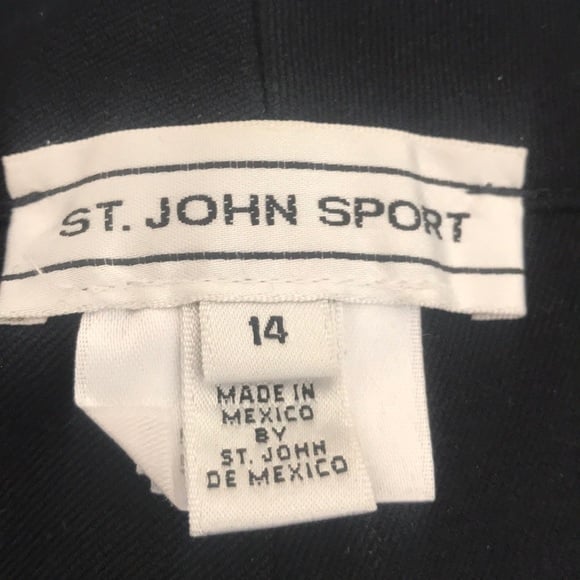 ST. JOHN SPORT
14
MADE IN
MEXICO
BY
ST. JOHN
DE MEXICO